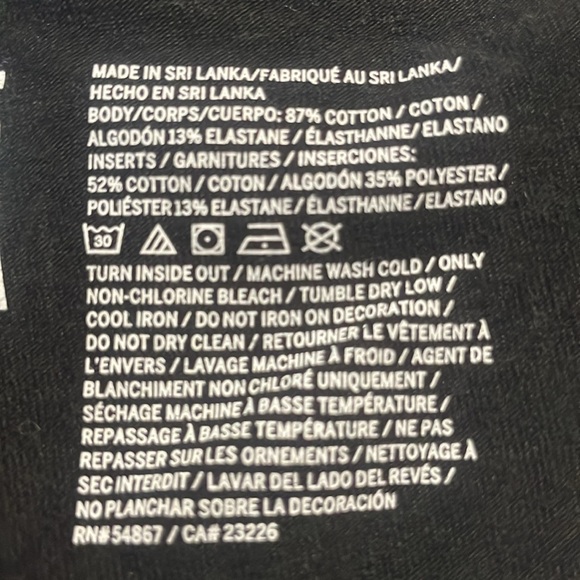 MADE IN SRI LANKA/FABRIQUÉ AU SRI LANKA/
HECHO EN SRI LANKA
BODY/CORPS/CUERPO: 87% COTTON / COTON /
ALGODÓN 13% ELASTANE / ÉLASTHANNE / ELASTANO
INSERTS / GARNITURES / INSERCIONES:
52% COTTON / COTON / ALGODÓN 35% POLYESTER /
POLIÉSTER 13% ELASTANE / ÉLASTHANNE / ELASTANO
30
TURN INSIDE OUT / MACHINE WASH COLD / ONLY
NON-CHLORINE BLEACH / TUMBLE DRY LOW /
COOL IRON / DO NOT IRON ON DECORATION /
DO NOT DRY CLEAN / RETOURNER LE VÊTEMENT À
L'ENVERS / LAVAGE MACHINE À FROID / AGENT DE
BLANCHIMENT NON CHLORÉ UNIQUEMENT /
SÉCHAGE MACHINE À BASSE TEMPÉRATURE /
REPASSAGE À BASSE TEMPÉRATURE / NE PAS
REPASSER SUR LES ORNEMENTS / NETTOYAGE À
SEC INTERDIT / LAVAR DEL LADO DEL REVÉS /
NO PLANCHAR SOBRE LA DECORACIÓN
RN# 54867 / CA# 23226